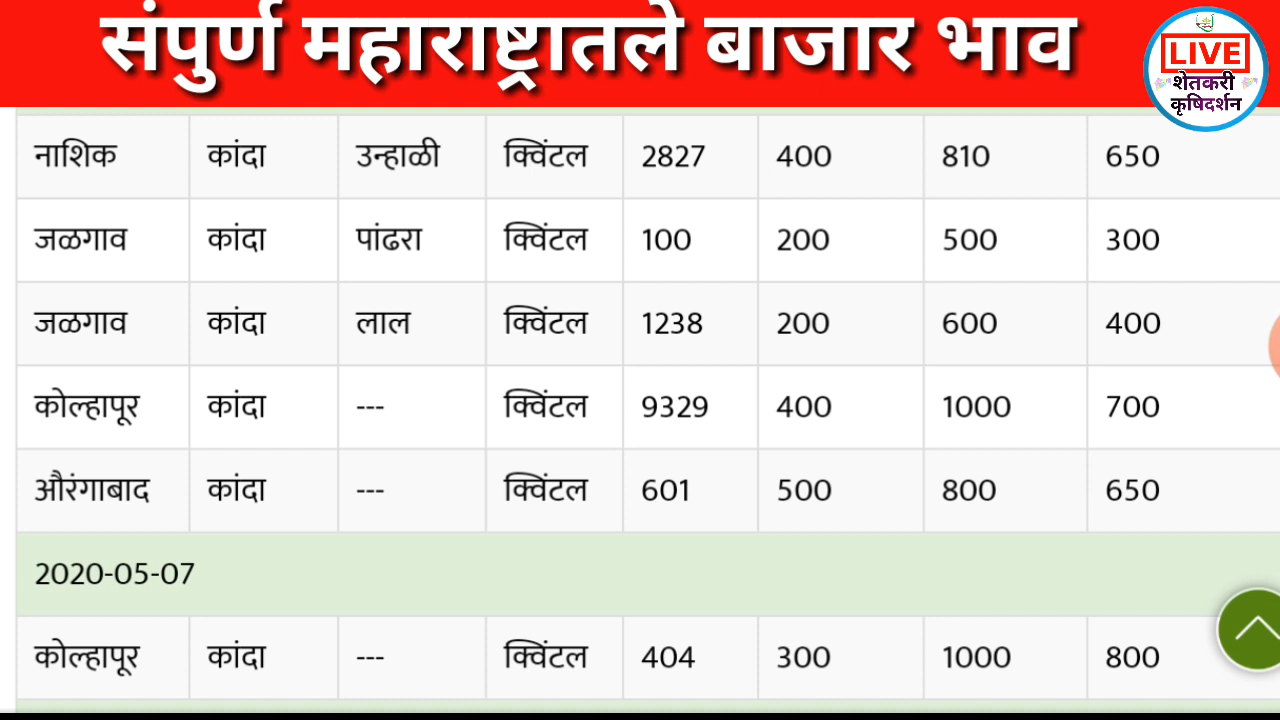 संपुर्ण महाराष्ट्रातले बाजार भाव
LIVE
शेतकरी
कृषिदर्शन
नाशिक कांदा उन्हाळी क्विंटल 2827 400 810 650
जळगाव कांदा पांढरा क्विंटल 100 200 500 300
जळगाव कांदा लाल क्विंटल 1238 200 600 400
कोल्हापूर कांदा --- क्विंटल 9329 400 1000 700
औरंगाबाद कांदा --- क्विंटल 601 500 800 650
2020-05-07
कोल्हापूर कांदा --- क्विंटल 404 300 1000 800